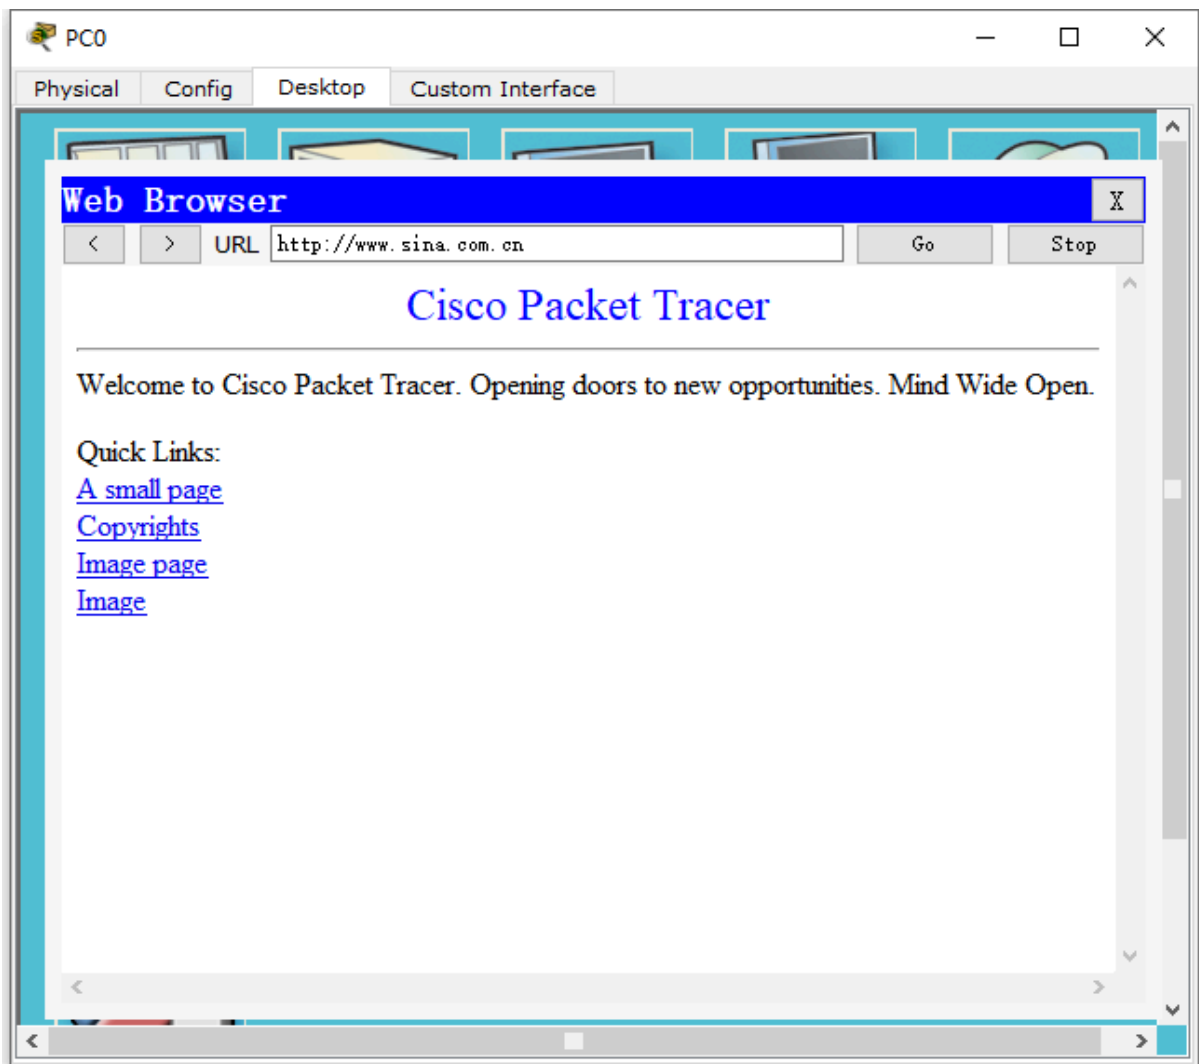 PC0
Physical Config Desktop Custom Interface
Web Browser X
< > URL http://www.sina.com.cn Go Stop
Cisco Packet Tracer
Welcome to Cisco Packet Tracer. Opening doors to new opportunities. Mind Wide Open.
Quick Links:
A small page
Copyrights
Image page
Image